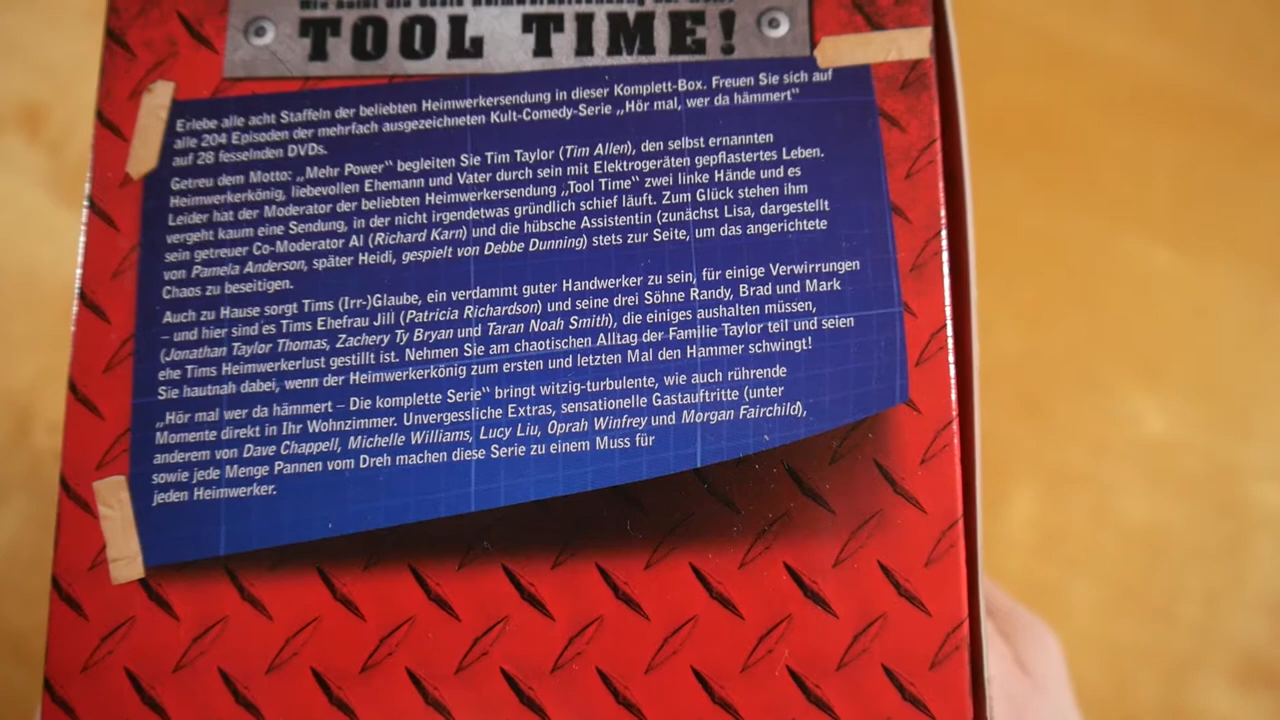 Wie heißt die beste Heimwerkersendung der Welt?
TOOL TIME!
Erlebe alle acht Staffeln der beliebten Heimwerkersendung in dieser Komplett-Box. Freuen Sie sich auf
alle 204 Episoden der mehrfach ausgezeichneten Kult-Comedy-Serie „Hör mal, wer da hämmert“
auf 28 fesselnden DVDs.
Getreu dem Motto: „Mehr Power“ begleiten Sie Tim Taylor (Tim Allen), den selbst ernannten
Heimwerkerkönig, liebevollen Ehemann und Vater durch sein mit Elektrogeräten gepflastertes Leben.
Leider hat der Moderator der beliebten Heimwerkersendung „Tool Time“ zwei linke Hände und es
vergeht kaum eine Sendung, in der nicht irgendetwas gründlich schief läuft. Zum Glück stehen ihm
sein getreuer Co-Moderator Al (Richard Karn) und die hübsche Assistentin (zunächst Lisa, dargestellt
von Pamela Anderson, später Heidi, gespielt von Debbe Dunning) stets zur Seite, um das angerichtete
Chaos zu beseitigen.
Auch zu Hause sorgt Tims (Irr-)Glaube, ein verdammt guter Handwerker zu sein, für einige Verwirrungen
– und hier sind es Tims Ehefrau Jill (Patricia Richardson) und seine drei Söhne Randy, Brad und Mark
(Jonathan Taylor Thomas, Zachery Ty Bryan und Taran Noah Smith), die einiges aushalten müssen,
ehe Tims Heimwerkerlust gestillt ist. Nehmen Sie am chaotischen Alltag der Familie Taylor teil und seien
Sie hautnah dabei, wenn der Heimwerkerkönig zum ersten und letzten Mal den Hammer schwingt!
„Hör mal wer da hämmert – Die komplette Serie“ bringt witzig-turbulente, wie auch rührende
Momente direkt in Ihr Wohnzimmer. Unvergessliche Extras, sensationelle Gastauftritte (unter
anderem von Dave Chappell, Michelle Williams, Lucy Liu, Oprah Winfrey und Morgan Fairchild),
sowie jede Menge Pannen vom Dreh machen diese Serie zu einem Muss für
jeden Heimwerker.